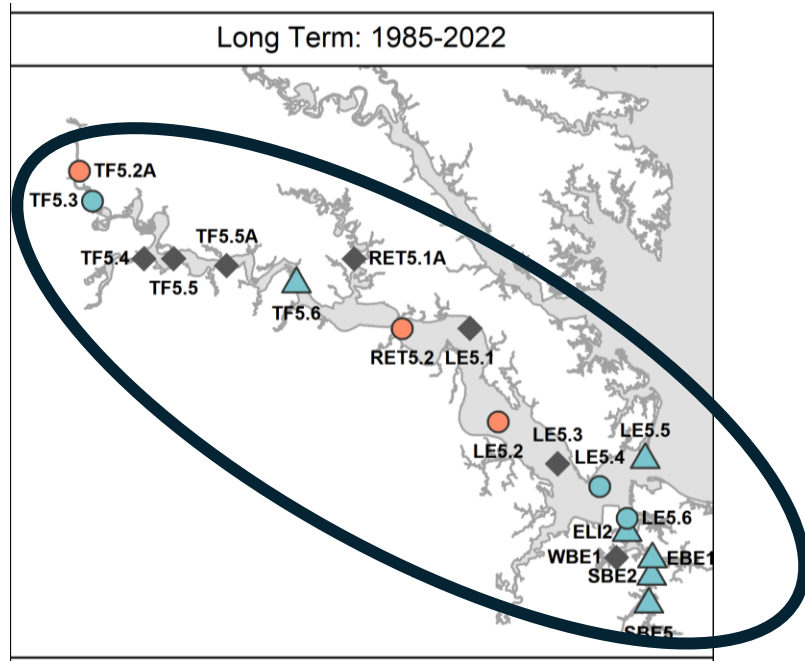 Long Term: 1985-2022
TF5.2A
TF5.3
TF5.4
TF5.5
TF5.5A
RET5.1A
TF5.6
RET5.2
LE5.1
LE5.2
LE5.3
LE5.4
LE5.5
LE5.6
ELI2
WBE1
EBE1
SBE2
SBE5